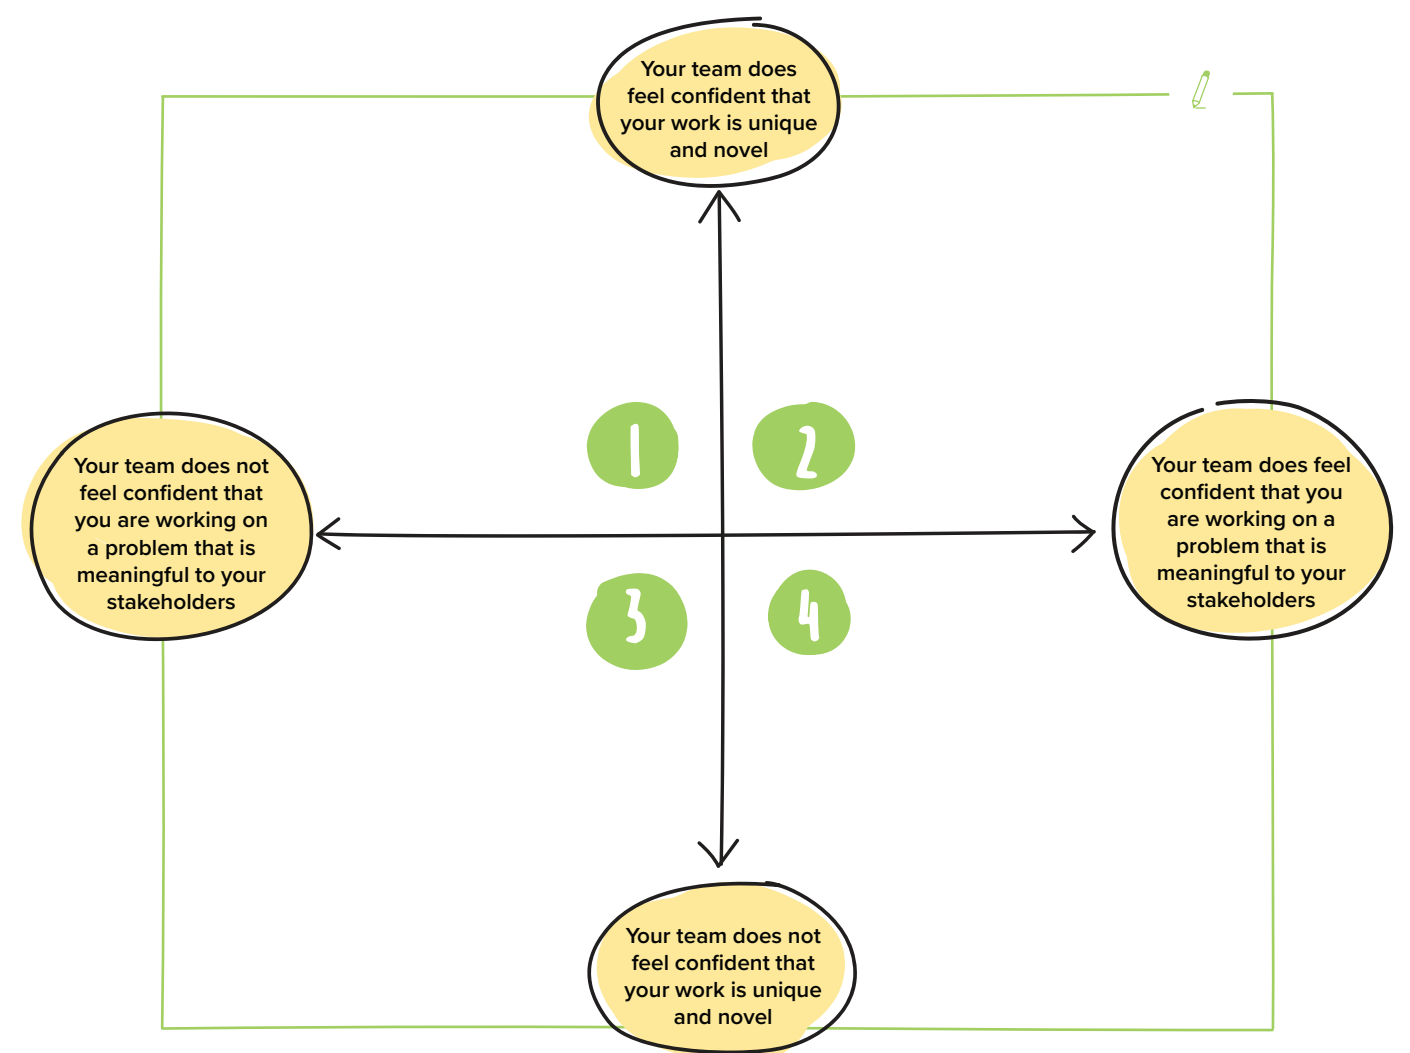 Your team does
feel confident that
your work is unique
and novel
1
2
Your team does not
feel confident that
you are working on
a problem that is
meaningful to your
stakeholders
Your team does feel
confident that you
are working on a
problem that is
meaningful to your
stakeholders
3
4
Your team does not
feel confident that
your work is unique
and novel